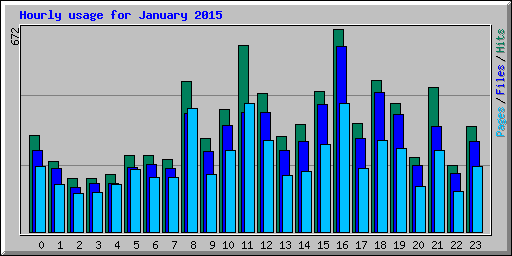 Hourly usage for January 2015
672
Pages / Files / Hits
0 1 2 3 4 5 6 7 8 9 10 11 12 13 14 15 16 17 18 19 20 21 22 23